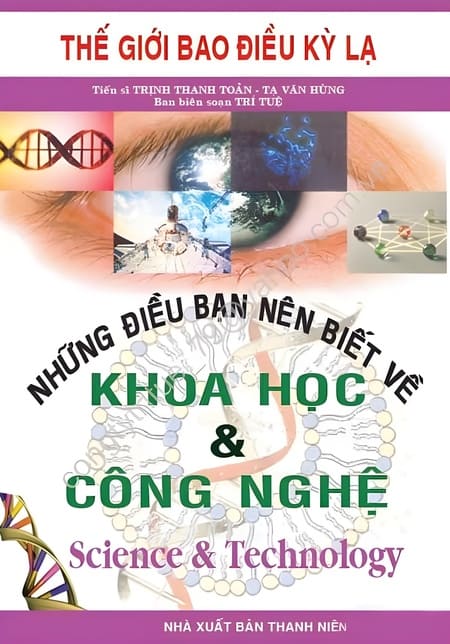 THẾ GIỚI BAO ĐIỀU KỲ LẠ
Tiến sĩ TRỊNH THANH TOẢN - TẠ VĂN HÙNG
Ban biên soạn TRÍ TUỆ
NHỮNG ĐIỀU BẠN NÊN BIẾT VỀ
KHOA HỌC
&
CÔNG NGHỆ
Science & Technology
NHÀ XUẤT BẢN THANH NIÊN